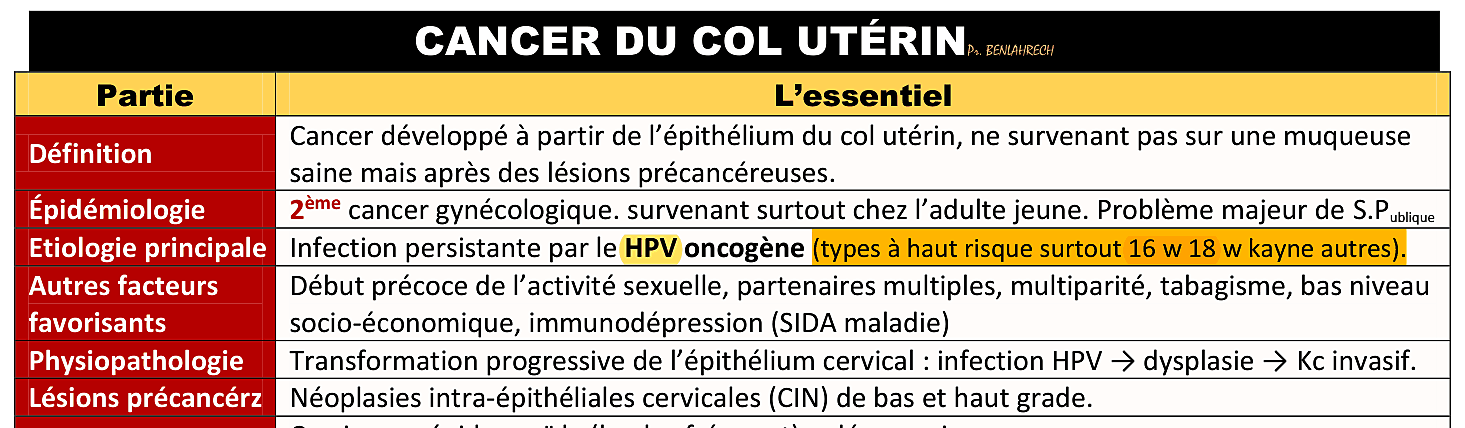 CANCER DU COL UTÉRIN Pr. BENLAHRECH
Partie L’essentiel
Définition Cancer développé à partir de l’épithélium du col utérin, ne survenant pas sur une muqueuse
saine mais après des lésions précancéreuses.
Épidémiologie 2ème cancer gynécologique. survenant surtout chez l’adulte jeune. Problème majeur de S.Publique
Etiologie principale Infection persistante par le HPV oncogène (types à haut risque surtout 16 w 18 w kayne autres).
Autres facteurs Début précoce de l’activité sexuelle, partenaires multiples, multiparité, tabagisme, bas niveau
favorisants socio-économique, immunodépression (SIDA maladie)
Physiopathologie Transformation progressive de l’épithélium cervical : infection HPV → dysplasie → Kc invasif.
Lésions précancérz Néoplasies intra-épithéliales cervicales (CIN) de bas et haut grade.